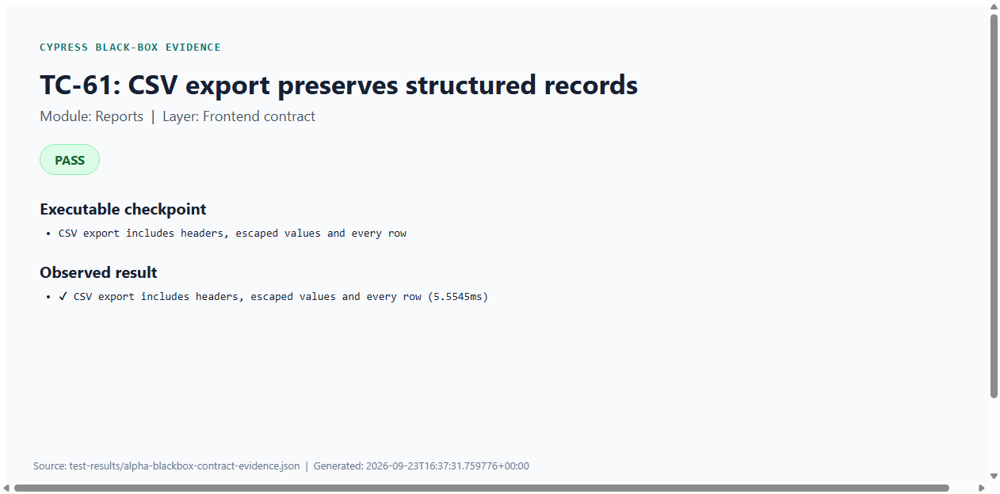 CYPRESS BLACK-BOX EVIDENCE
TC-61: CSV export preserves structured records
Module: Reports | Layer: Frontend contract
PASS
Executable checkpoint
• CSV export includes headers, escaped values and every row
Observed result
• ✓ CSV export includes headers, escaped values and every row (5.5545ms)
Source: test-results/alpha-blackbox-contract-evidence.json | Generated: 2026-09-23T16:37:31.759776+00:00